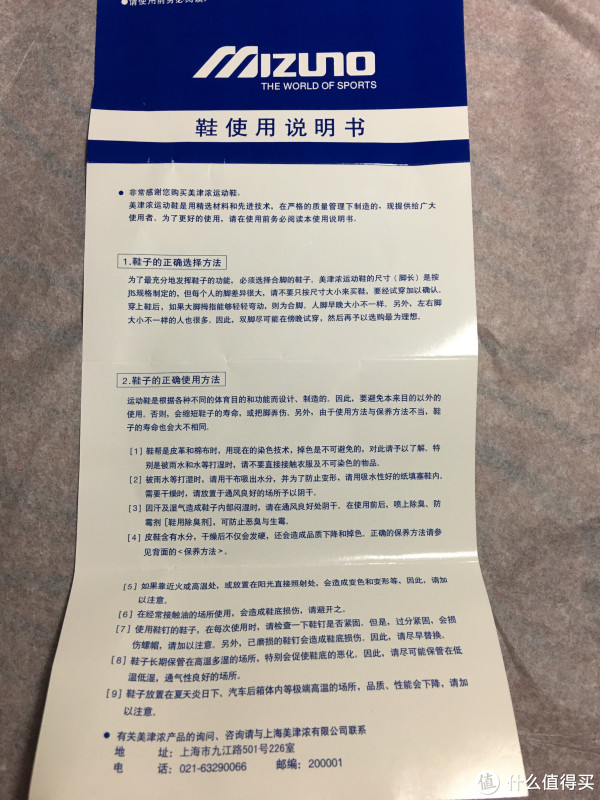 ●请使用前务必阅读.
MIZUNO
THE WORLD OF SPORTS
鞋使用说明书
● 非常感谢您购买美津浓运动鞋.
美津浓运动鞋是用精选材料和先进技术，在严格的质量管理下制造的，现提供给广大
使用者．为了更好的使用，请在使用前务必阅读本使用说明书．
1.鞋子的正确选择方法
为了最充分地发挥鞋子的功能，必须选择合脚的鞋子．美津浓运动鞋的尺寸（脚长）是按
JIS规格制定的，但每个人的脚差异很大，请不要只按尺寸大小来买鞋，要经试穿加以确认．
穿上鞋后，如果大脚拇指能够轻轻弯动，则为合脚．人脚早晚大小不一样．另外，左右脚
大小不一样的人也很多．因此，双脚尽可能在傍晚试穿，然后再予以选购最为理想．
2.鞋子的正确使用方法
运动鞋是根据各种不同的体育目的和功能而设计、制造的．因此，要避免本来目的以外的
使用．否则，会缩短鞋子的寿命，或把脚弄伤．另外，由于使用方法与保养方法不当，鞋
子的寿命也会大不相同．
[1] 鞋帮是皮革和棉布时，用现在的染色技术，掉色是不可避免的，对此请予以了解．特
别是被雨水和水等打湿时，请不要直接接触衣服及不可染色的物品．
[2] 被雨水等打湿时，请用干布吸出水分，并为了防止变形，请用吸水性好的纸填塞鞋内．
需要干燥时，请放置于通风良好的场所予以阴干．
[3] 因汗及湿气造成鞋子内部闷湿时，请在通风良好处阴干．在使用前后，喷上除臭、防
霉剂［鞋用除臭剂］，可防止恶臭与生霉．
[4] 皮鞋含有水分，干燥后不仅会发硬，还会造成品质下降和掉色．正确的保养方法请参
见背面的<保养方法>．
[5] 如果靠近火或高温处，或放置在阳光直接照射处，会造成变色和变形等，因此，请加
以注意．
[6] 在经常接触油的场所使用，会造成鞋底损伤，请避开之．
[7] 使用鞋钉的鞋子，在每次使用时，请检查一下鞋钉是否紧固．但是，过分紧固，会损
伤螺帽，请加以注意．另外，已磨损的鞋钉会造成鞋底损伤．因此，请尽早替换．
[8] 鞋子长期保管在高温多湿的场所，特别会促使鞋底的恶化．因此，请尽可能保管在低
温低湿，通气性良好的场所．
[9] 鞋子放置在夏天炎日下、汽车后箱体内等极端高温的场所，品质、性能会下降，请加
以注意．
● 有关美津浓产品的询问、咨询请与上海美津浓有限公司联系
地　　址：上海市九江路501号226室
电　　话：021-63290066　　邮编：200001
值 什么值得买